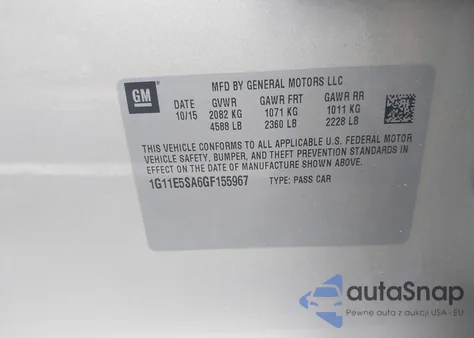 GM
MFD BY GENERAL MOTORS LLC
DATE GVWR GAWR FRT GAWR RR
10/15 2082 KG 1071 KG 1011 KG
4588 LB 2360 LB 2228 LB
THIS VEHICLE CONFORMS TO ALL APPLICABLE U.S. FEDERAL MOTOR
VEHICLE SAFETY, BUMPER, AND THEFT PREVENTION STANDARDS
IN EFFECT ON THE DATE OF MANUFACTURE SHOWN ABOVE.
1G11E5SA6GF155967 TYPE: PASS CAR
autoSnap
Pewne auta z aukcji USA - EU